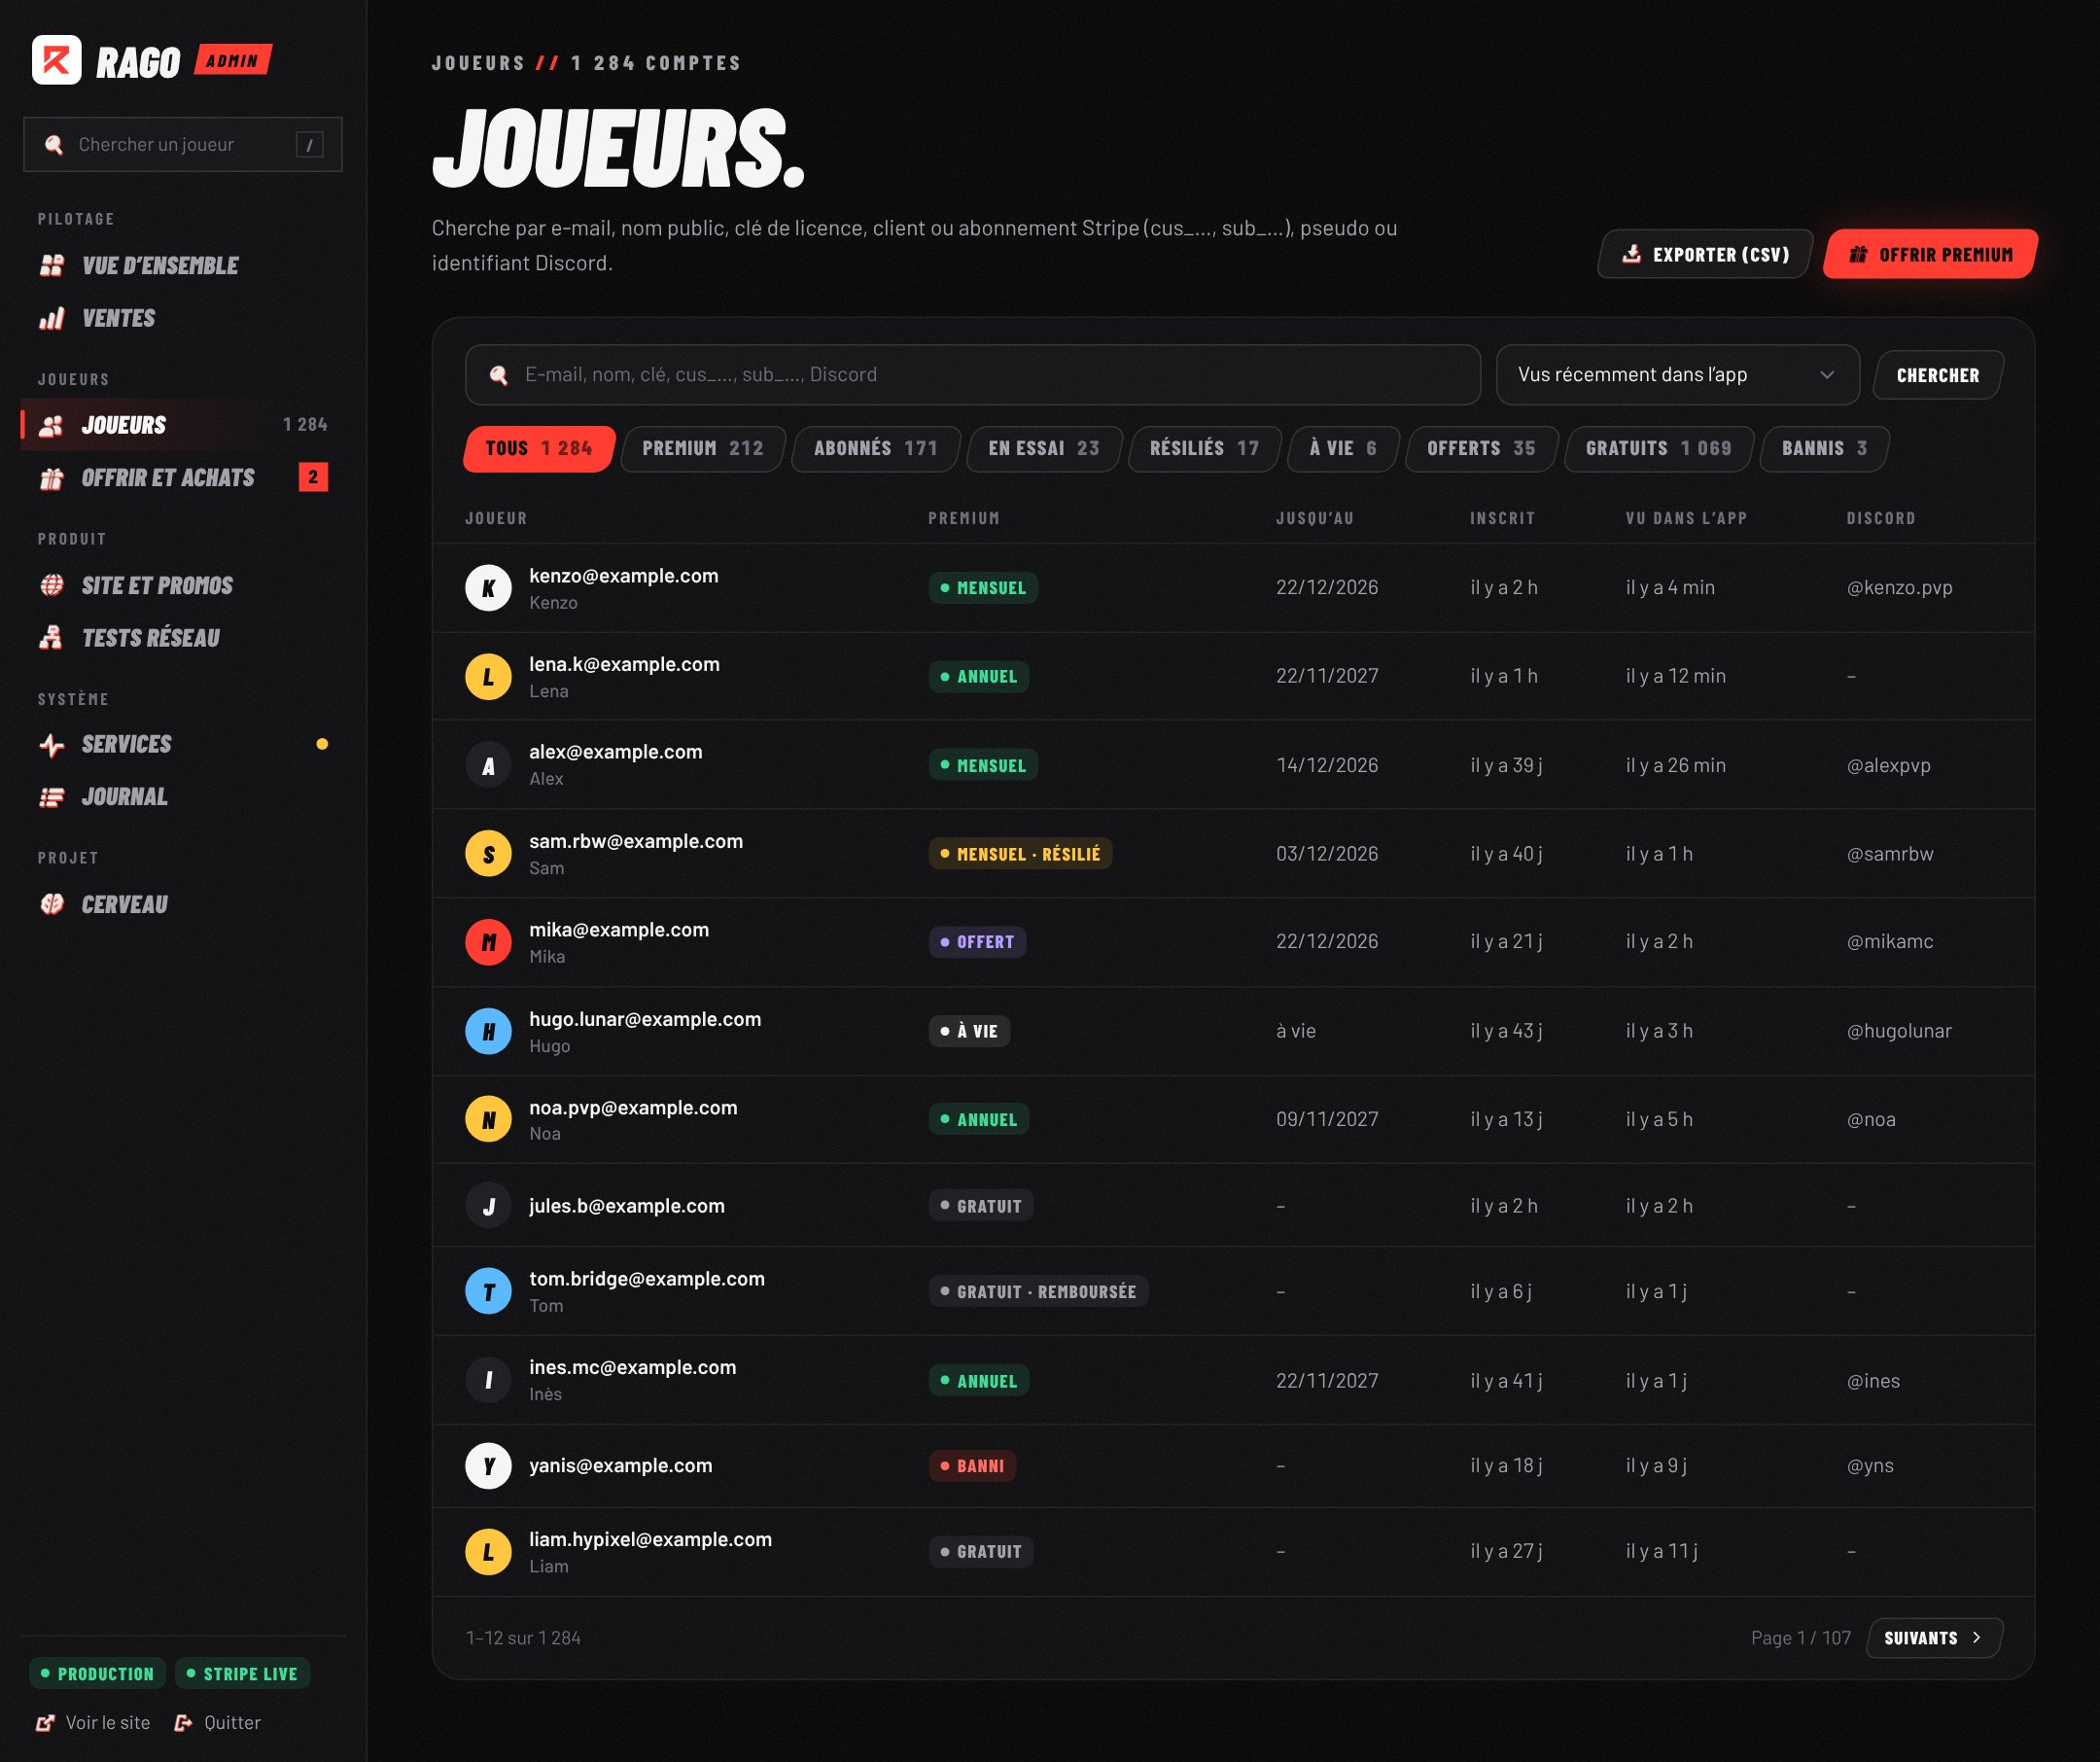 RAGO ADMIN
Chercher un joueur /
PILOTAGE
VUE D’ENSEMBLE
VENTES
JOUEURS
JOUEURS 1 284
OFFRIR ET ACHATS 2
PRODUIT
SITE ET PROMOS
TESTS RÉSEAU
SYSTÈME
SERVICES
JOURNAL
PROJET
CERVEAU
PRODUCTION STRIPE LIVE
Voir le site Quitter
JOUEURS // 1 284 COMPTES
JOUEURS.
Cherche par e-mail, nom public, clé de licence, client ou abonnement Stripe (cus_…, sub_…), pseudo ou
identifiant Discord.
EXPORTER (CSV) OFFRIR PREMIUM
E-mail, nom, clé, cus_…, sub_…, Discord Vus récemment dans l’app CHERCHER
TOUS 1 284 PREMIUM 212 ABONNÉS 171 EN ESSAI 23 RÉSILIÉS 17 À VIE 6 OFFERTS 35 GRATUITS 1 069 BANNIS 3
JOUEUR PREMIUM JUSQU’AU INSCRIT VU DANS L’APP DISCORD
K kenzo@example.com MENSUEL 22/12/2026 il y a 2 h il y a 4 min @kenzo.pvp
Kenzo
L lena.k@example.com ANNUEL 22/11/2027 il y a 1 h il y a 12 min –
Lena
A alex@example.com MENSUEL 14/12/2026 il y a 39 j il y a 26 min @alexpvp
Alex
S sam.rbw@example.com MENSUEL · RÉSILIÉ 03/12/2026 il y a 40 j il y a 1 h @samrbw
Sam
M mika@example.com OFFERT 22/12/2026 il y a 21 j il y a 2 h @mikamc
Mika
H hugo.lunar@example.com À VIE à vie il y a 43 j il y a 3 h @hugolunar
Hugo
N noa.pvp@example.com ANNUEL 09/11/2027 il y a 13 j il y a 5 h @noa
Noa
J jules.b@example.com GRATUIT – il y a 2 h il y a 2 h –
T tom.bridge@example.com GRATUIT · REMBOURSÉE – il y a 6 j il y a 1 j –
Tom
I ines.mc@example.com ANNUEL 22/11/2027 il y a 41 j il y a 1 j @ines
Inès
Y yanis@example.com BANNI – il y a 18 j il y a 9 j @yns
L liam.hypixel@example.com GRATUIT – il y a 27 j il y a 11 j –
Liam
1–12 sur 1 284 Page 1 / 107 SUIVANTS